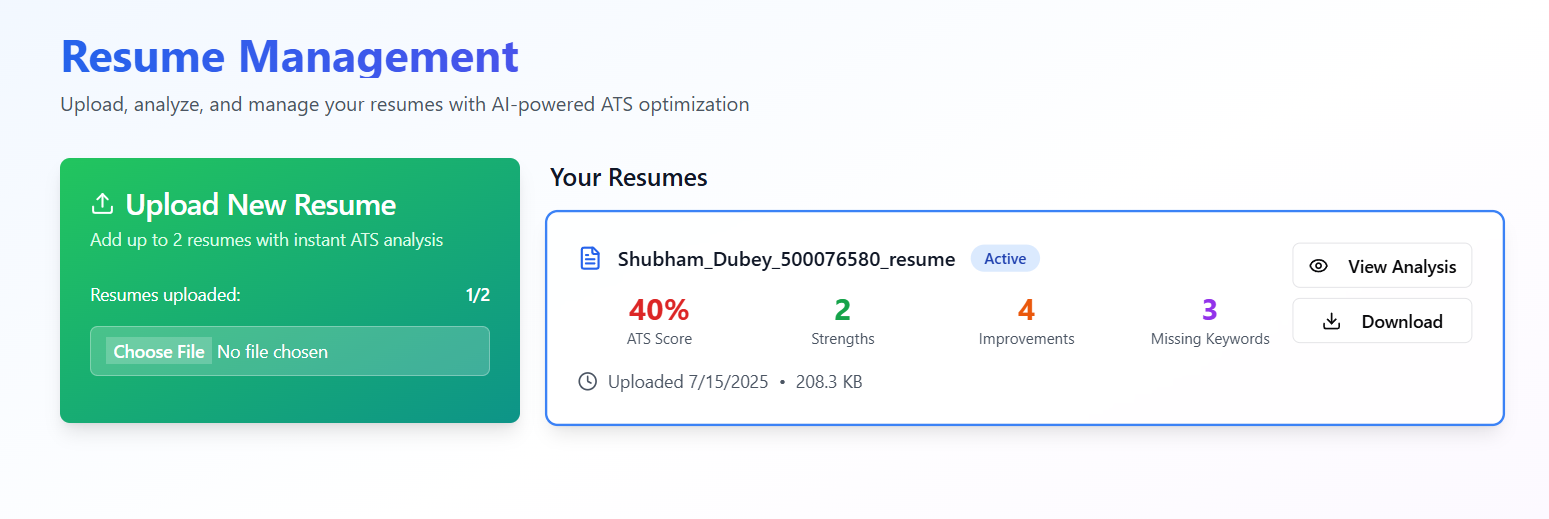 Resume Management
Upload, analyze, and manage your resumes with AI-powered ATS optimization
Upload New Resume
Add up to 2 resumes with instant ATS analysis
Resumes uploaded: 1/2
Choose File No file chosen
Your Resumes
Shubham_Dubey_500076580_resume Active
View Analysis
40% 2 4 3
ATS Score Strengths Improvements Missing Keywords
Download
Uploaded 7/15/2025 • 208.3 KB